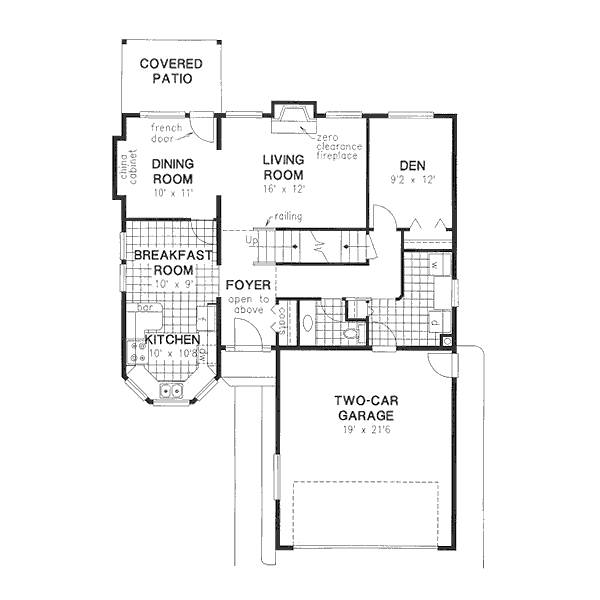 COVERED
PATIO
french
door
china
cabinet
DINING
ROOM
10' x 11'
LIVING
ROOM
16' x 12'
zero
clearance
fireplace
DEN
9'2 x 12'
railing
Up
BREAKFAST
ROOM
10' x 9'
FOYER
open to
above
coats
w
d
bar
KITCHEN
10' x 10'8
dw
TWO-CAR
GARAGE
19' x 21'6